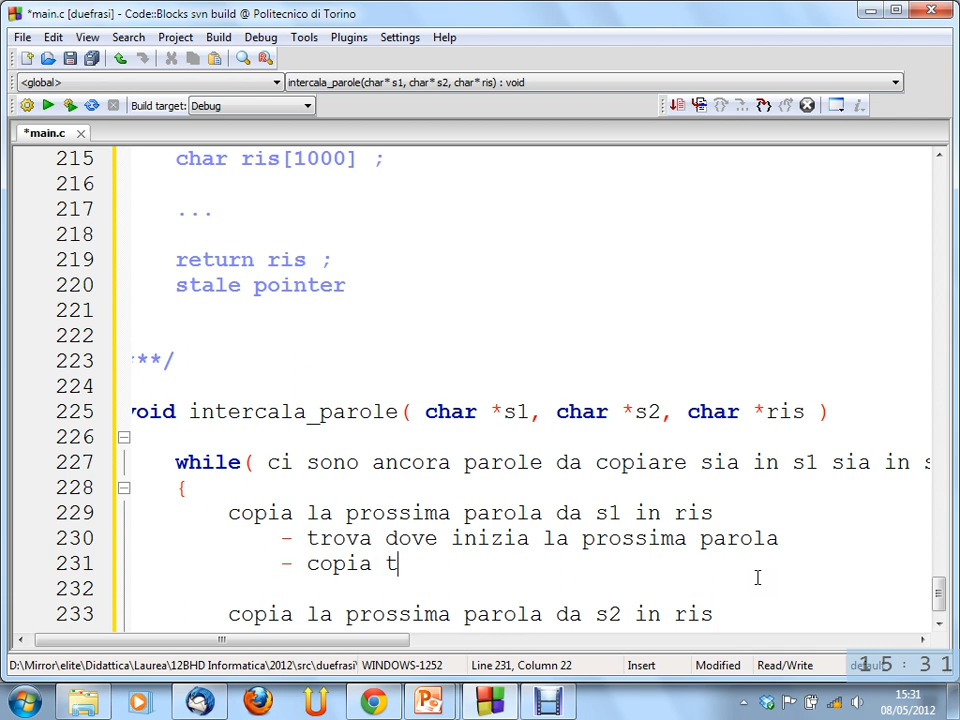 *main.c [duefrasi] - Code::Blocks svn build @ Politecnico di Torino
File Edit View Search Project Build Debug Tools Plugins Settings Help
<global> intercala_parole(char* s1, char* s2, char* ris) : void
Build target: Debug
*main.c
215 char ris[1000] ;
216
217 ...
218
219 return ris ;
220 stale pointer
221
222
223 **/
224
225 void intercala_parole( char *s1, char *s2, char *ris )
226
227 while( ci sono ancora parole da copiare sia in s1 sia in s
228 {
229 copia la prossima parola da s1 in ris
230 - trova dove inizia la prossima parola
231 - copia t
232
233 copia la prossima parola da s2 in ris
D:\Mirror\elite\Didattica\Laurea\12BHD Informatica\2012\src\duefrasi WINDOWS-1252 Line 231, Column 22 Insert Modified Read/Write default
15:31
15:31
08/05/2012